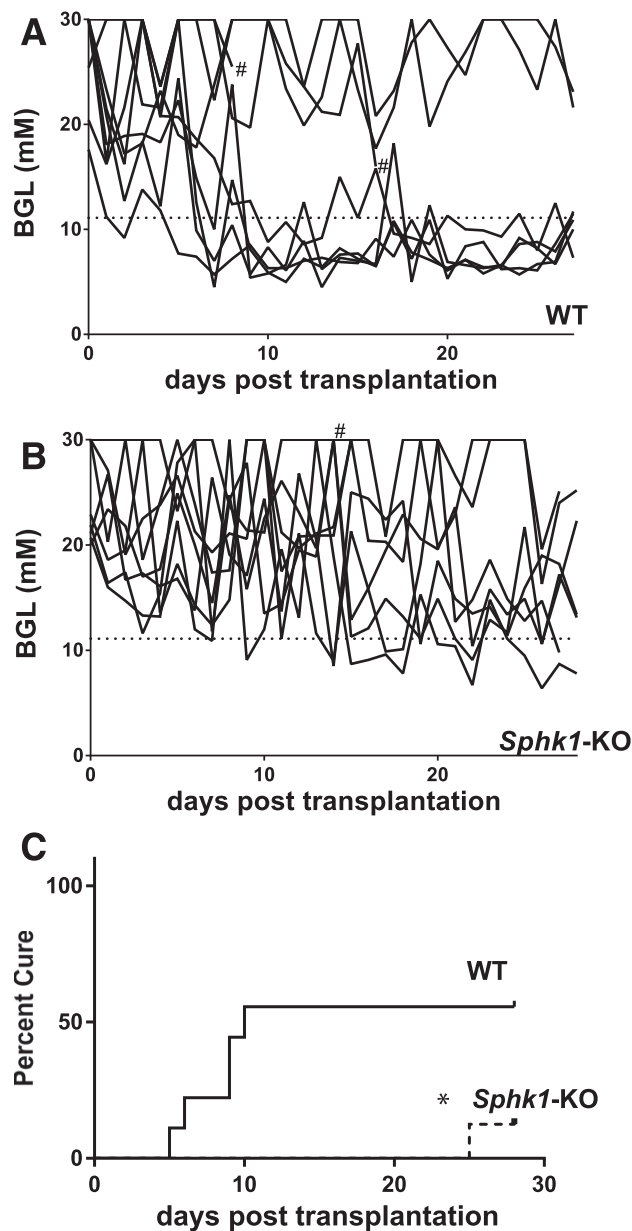 A
30
20
10
0
BGL (mM)
#
#
WT
0 10 20
days post transplantation
B
#
30
20
10
0
BGL (mM)
Sphk1-KO
0 10 20
days post transplantation
C
100
50
0
Percent Cure
WT
* Sphk1-KO
0 10 20 30
days post transplantation